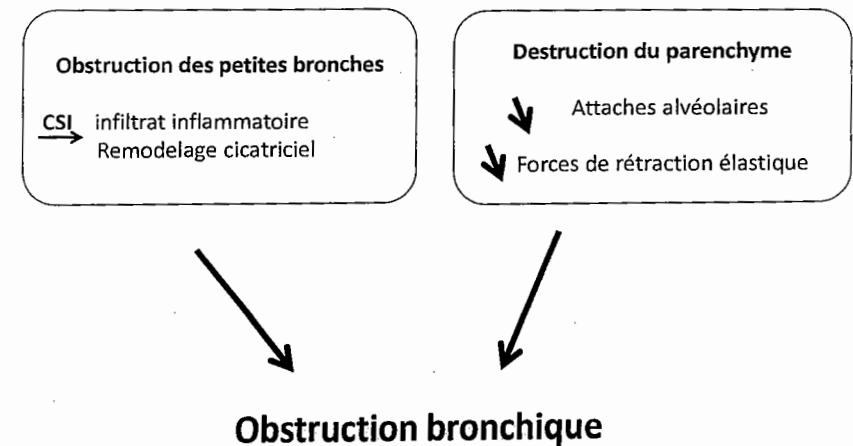 Obstruction des petites bronches
CSI infiltrat inflammatoire
Remodelage cicatriciel
Destruction du parenchyme
Attaches alvéolaires
Forces de rétraction élastique
Obstruction bronchique